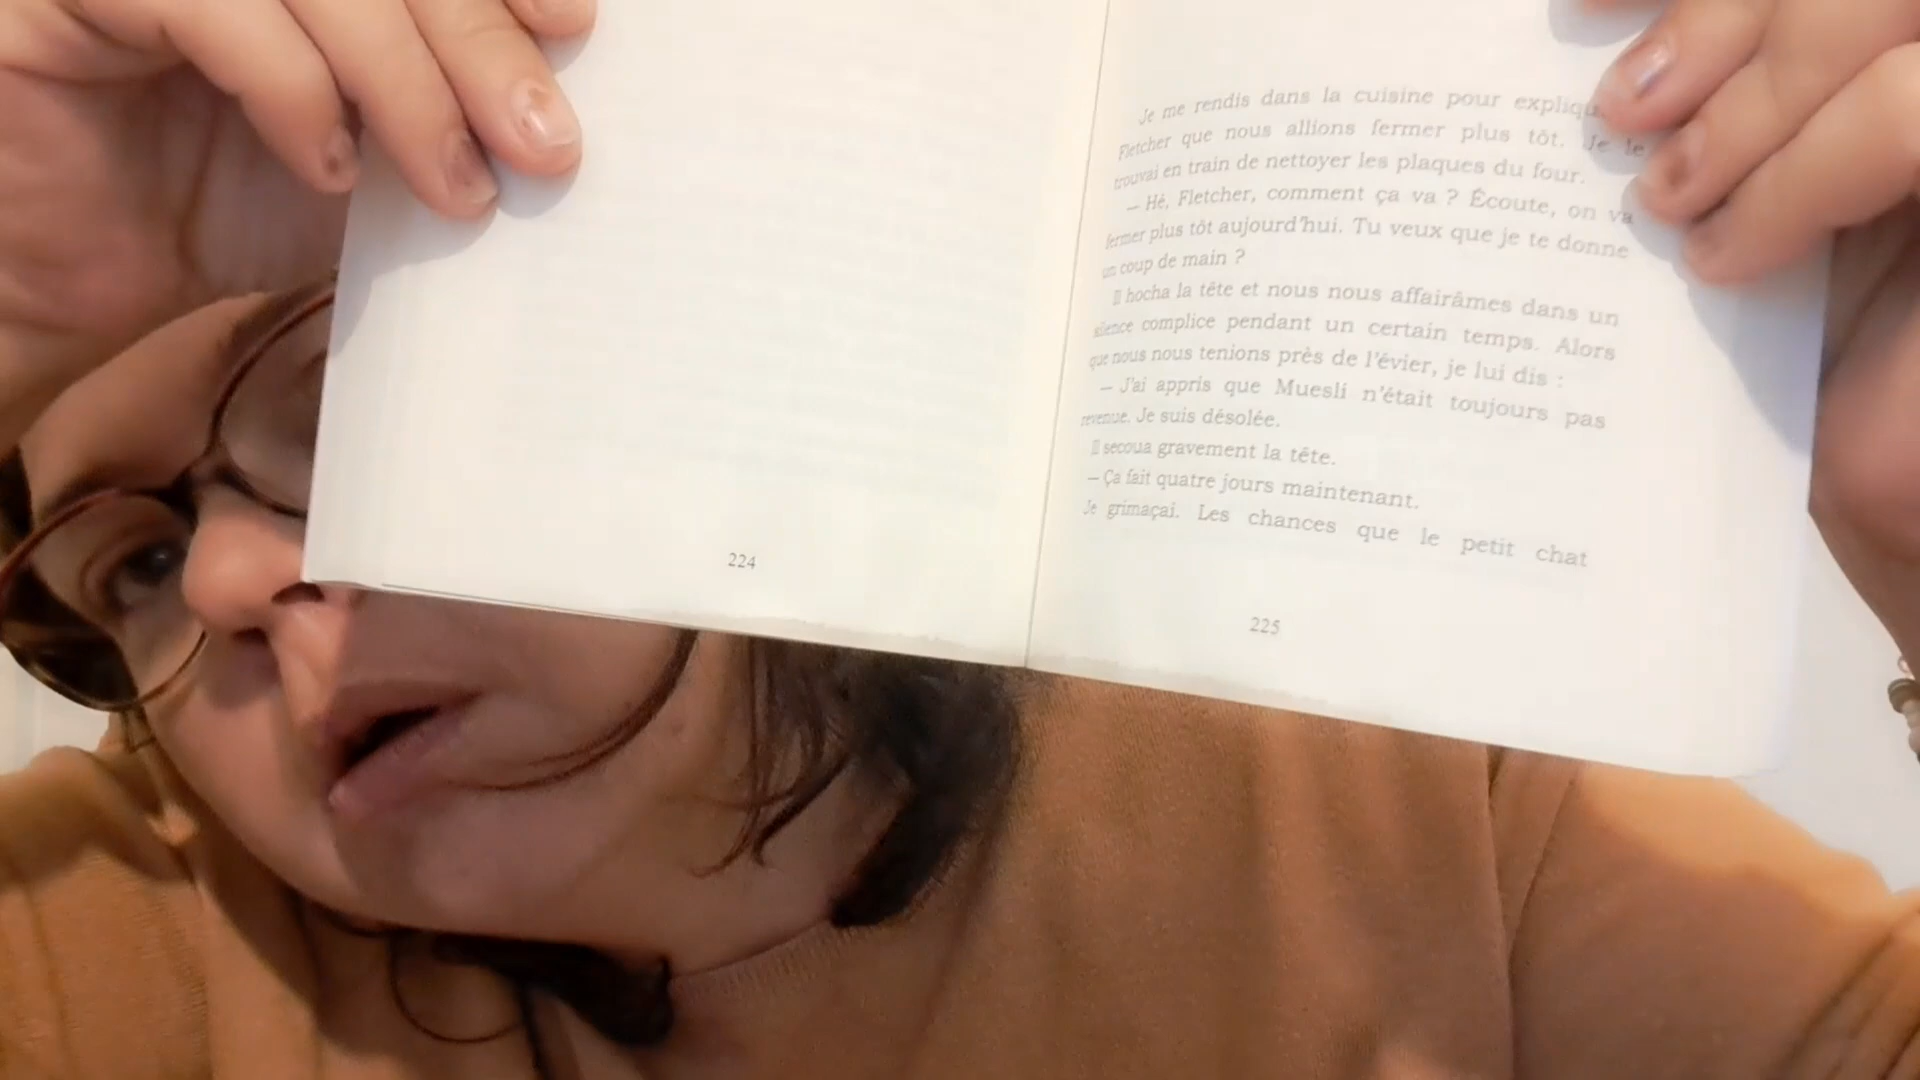 Je me rendis dans la cuisine pour expliqu
Fletcher que nous allions fermer plus tôt. Je le
trouvai en train de nettoyer les plaques du four.
– Hé, Fletcher, comment ça va ? Écoute, on va
fermer plus tôt aujourd'hui. Tu veux que je te donne
un coup de main ?
Il hocha la tête et nous nous affairâmes dans un
silence complice pendant un certain temps. Alors
que nous nous tenions près de l'évier, je lui dis :
– J'ai appris que Muesli n'était toujours pas
revenue. Je suis désolée.
Il secoua gravement la tête.
– Ça fait quatre jours maintenant.
Je grimaçai. Les chances que le petit chat
224
225